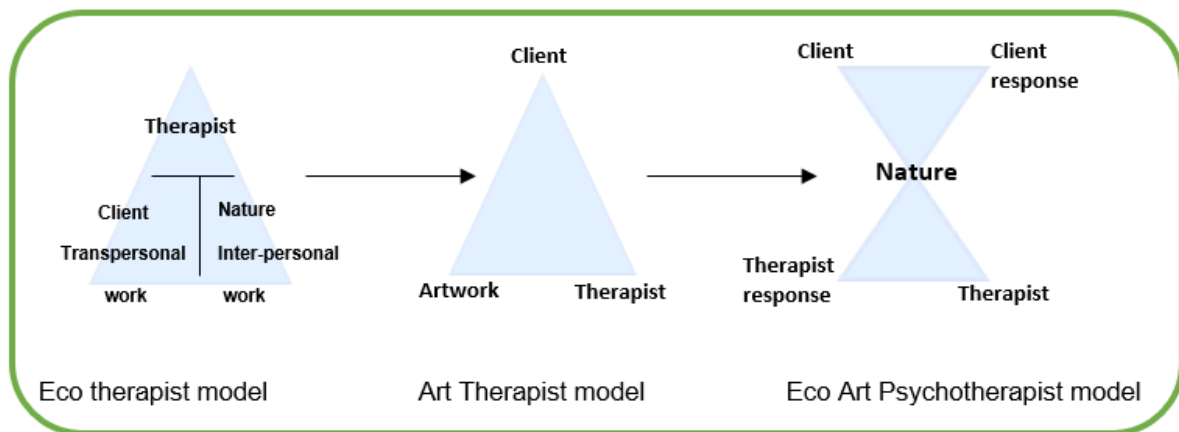 Therapist
Client
Nature
Transpersonal
Inter-personal
work
work
Client
Artwork
Therapist
Client
Client
response
Nature
Therapist
response
Therapist
Eco therapist model
Art Therapist model
Eco Art Psychotherapist model